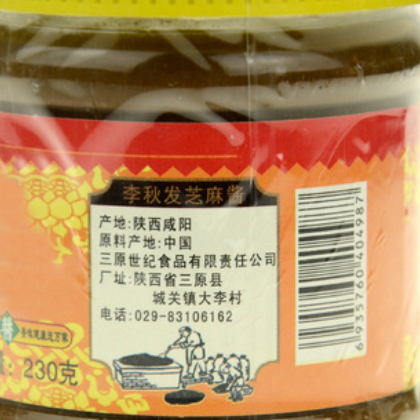 李秋发芝麻酱
产地:陕西咸阳
原料产地:中国
三原世纪食品有限责任公司
厂址:陕西省三原县
城关镇大李村
电话:029-83106162
: 230克
6935760404987